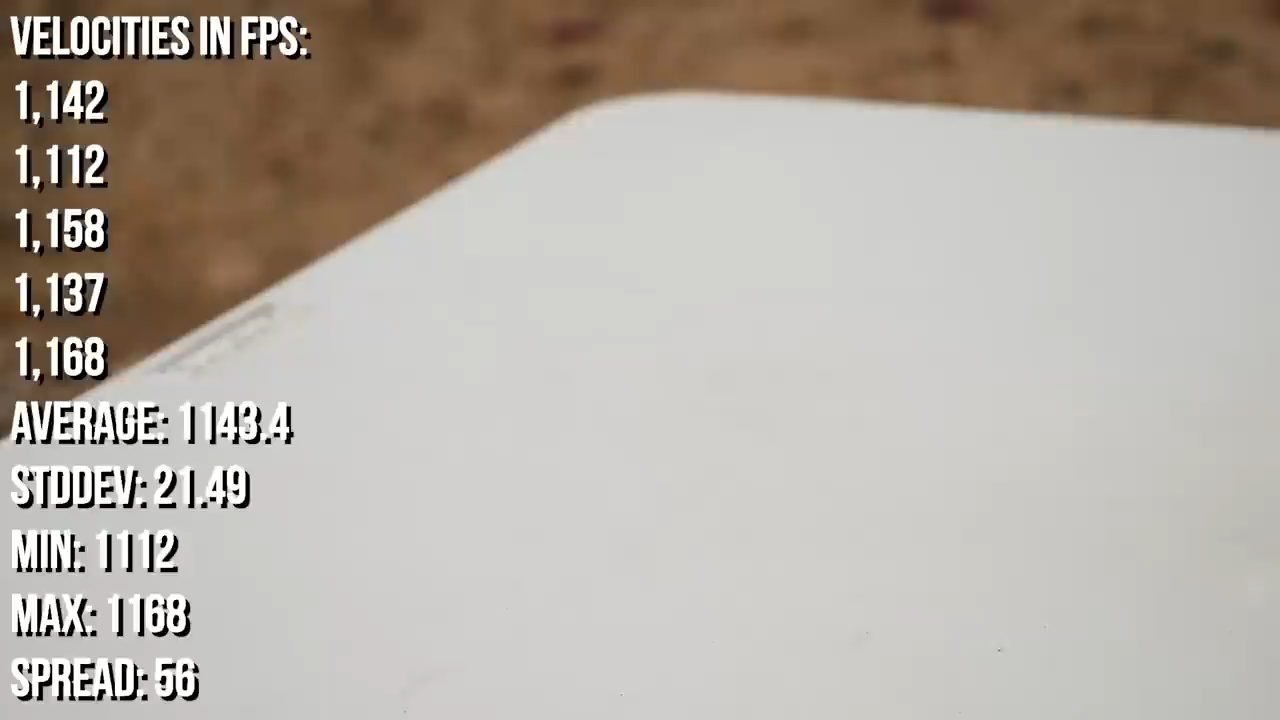 VELOCITIES IN FPS:
1,142
1,112
1,158
1,137
1,168
AVERAGE: 1143.4
STDDEV: 21.49
MIN: 1112
MAX: 1168
SPREAD: 56